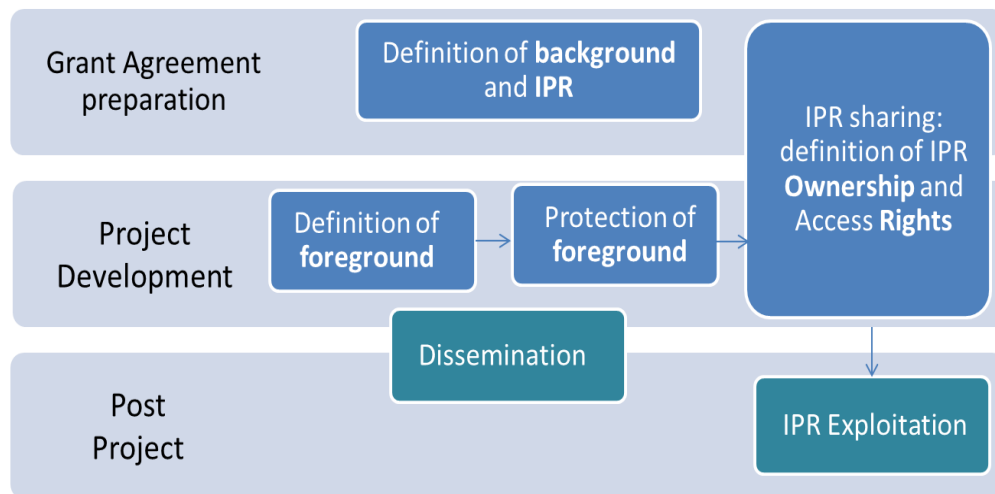 Grant Agreement
preparation
Definition of background
and IPR
IPR sharing:
definition of IPR
Ownership and
Access Rights
Project
Development
Definition of
foreground
Protection of
foreground
Dissemination
Post
Project
IPR Exploitation